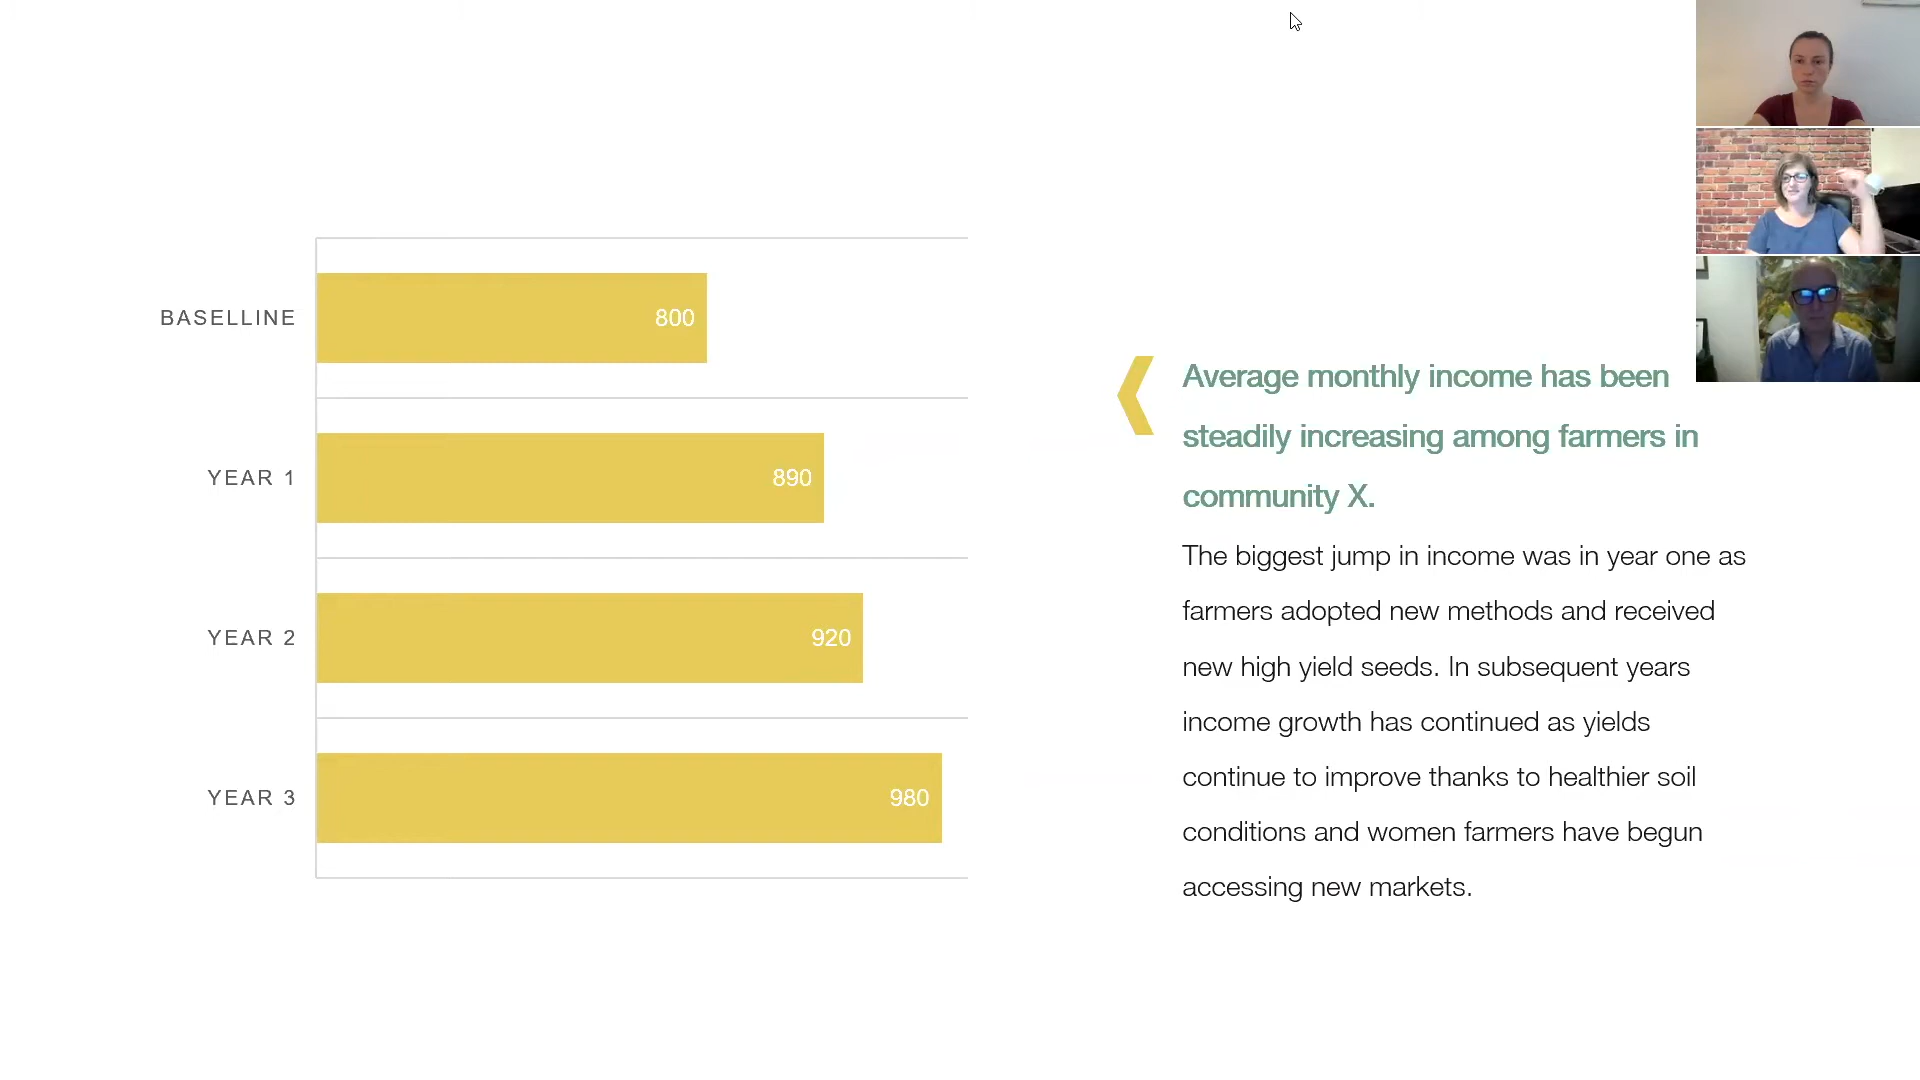 BASELLINE
800
YEAR 1
890
YEAR 2
920
YEAR 3
980
Average monthly income has been
steadily increasing among farmers in
community X.
The biggest jump in income was in year one as
farmers adopted new methods and received
new high yield seeds. In subsequent years
income growth has continued as yields
continue to improve thanks to healthier soil
conditions and women farmers have begun
accessing new markets.